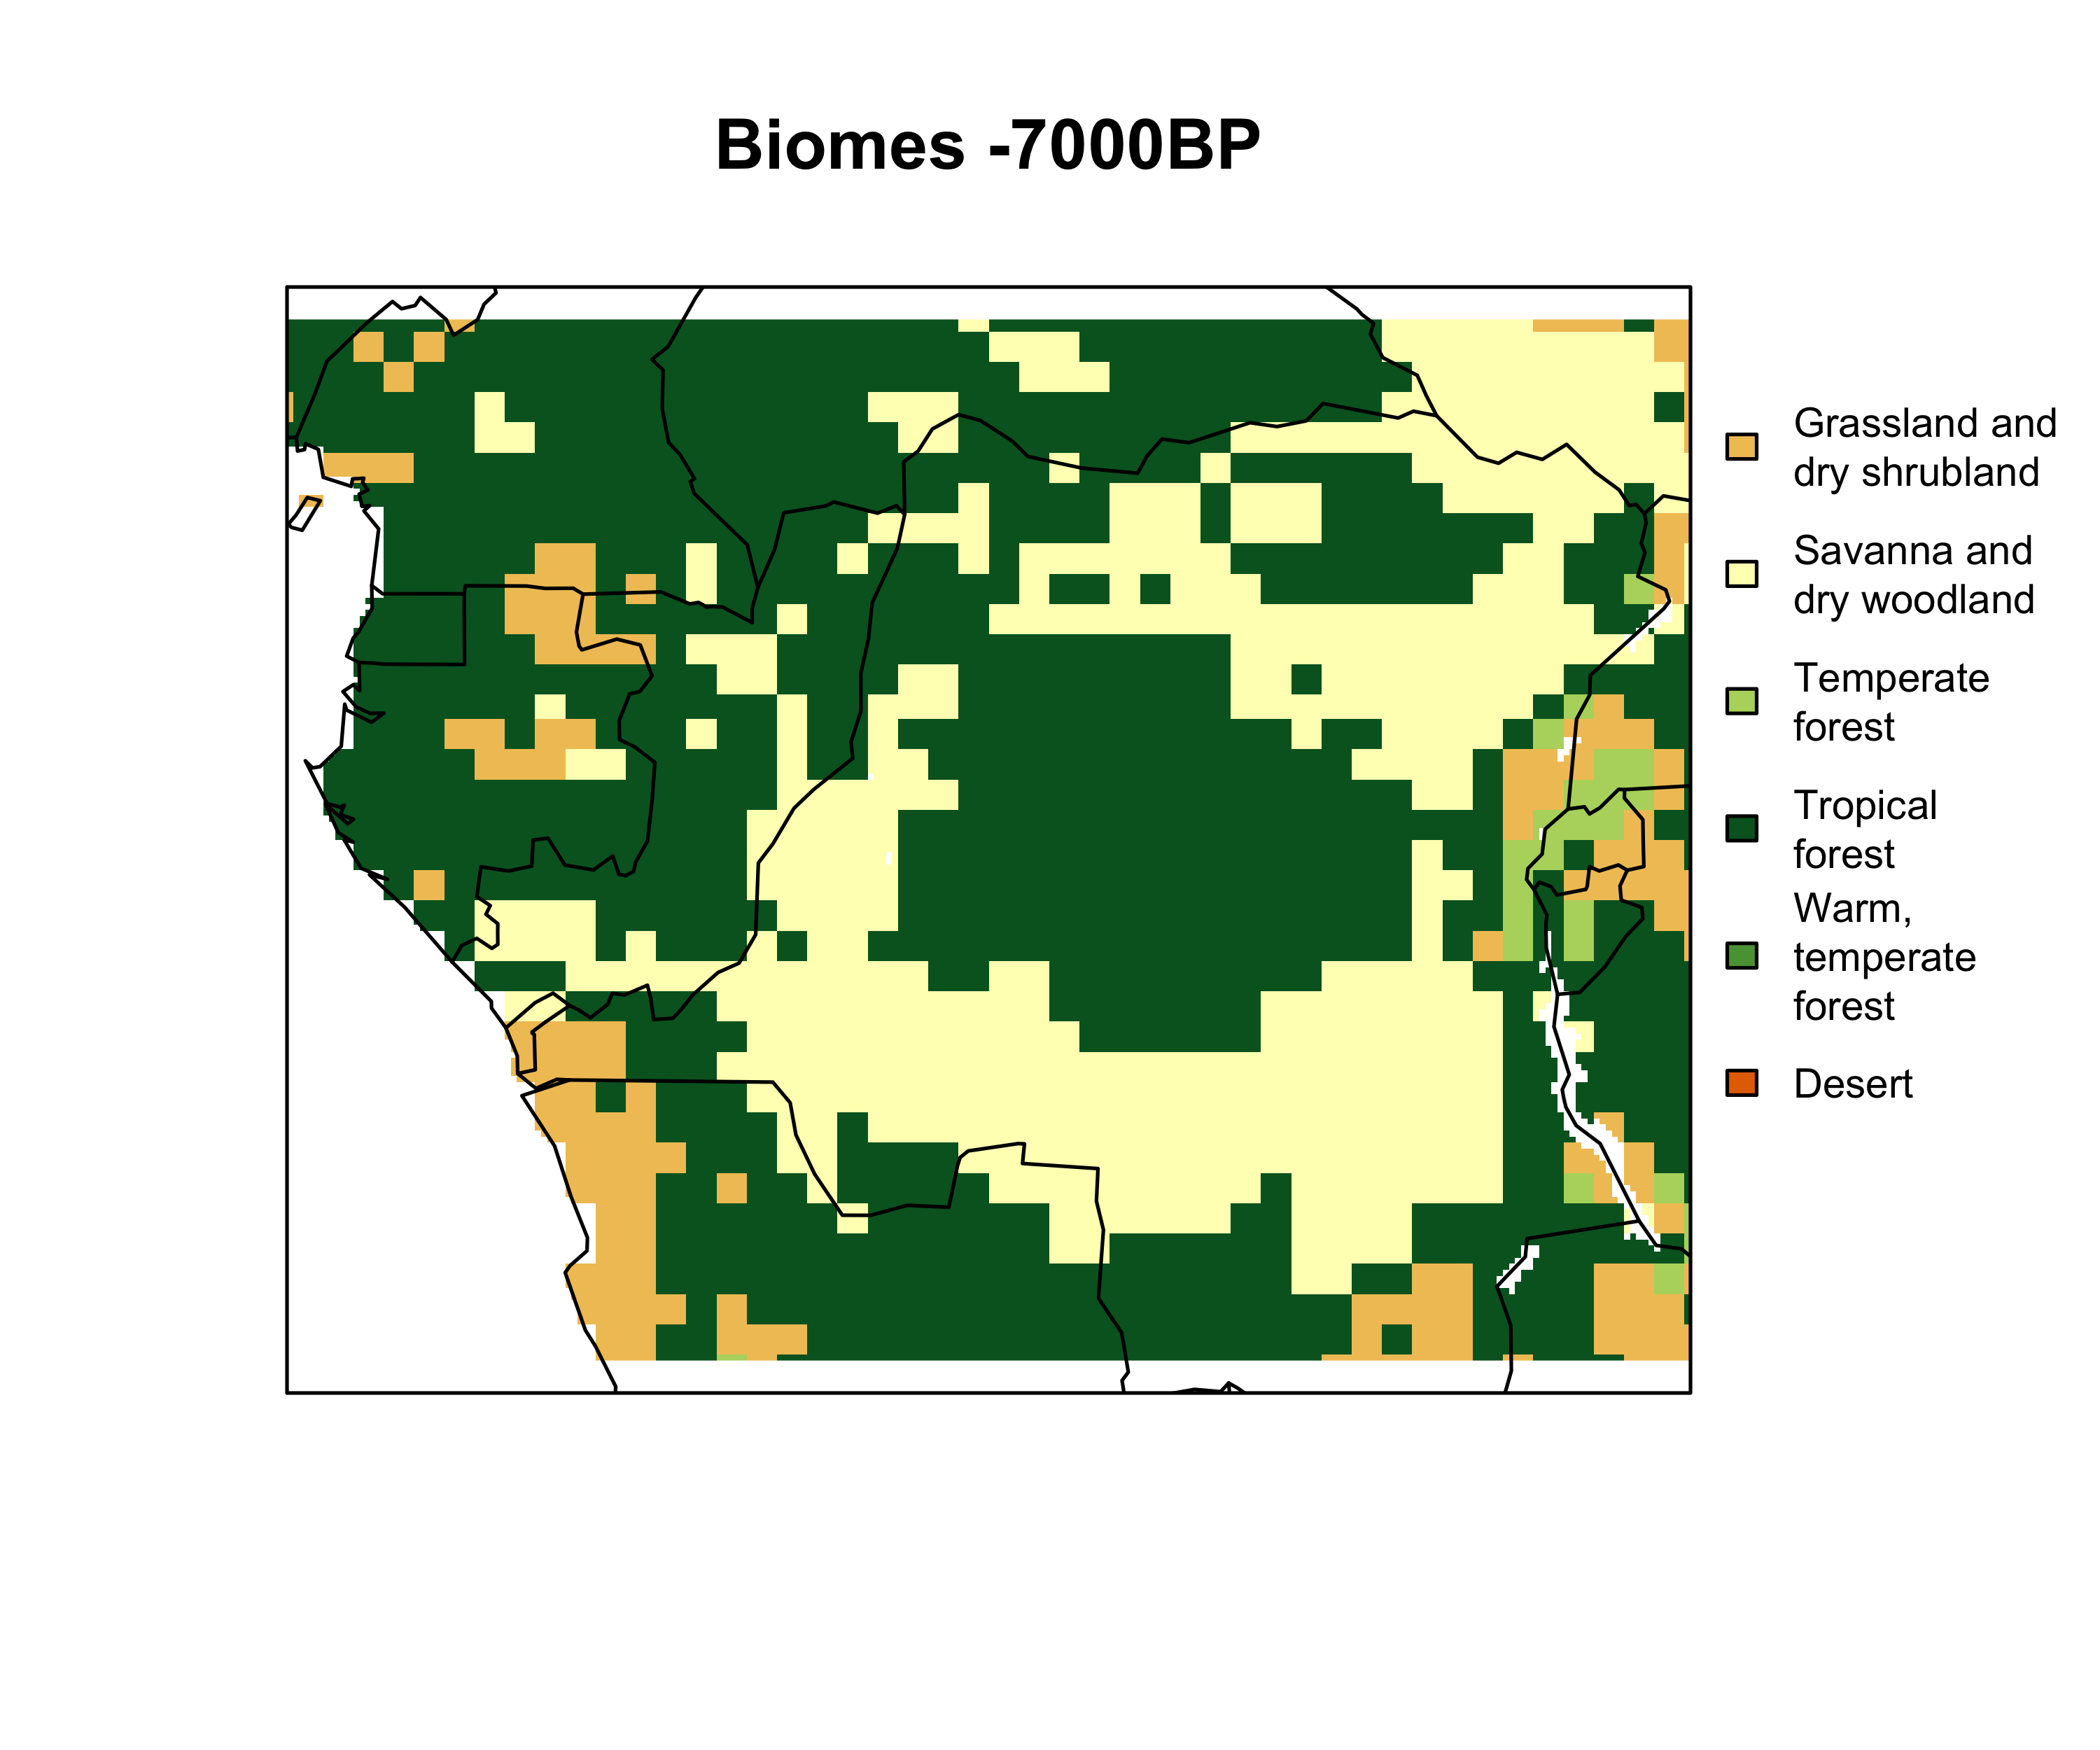 Biomes -7000BP
Grassland and
dry shrubland
Savanna and
dry woodland
Temperate
forest
Tropical
forest
Warm,
temperate
forest
Desert